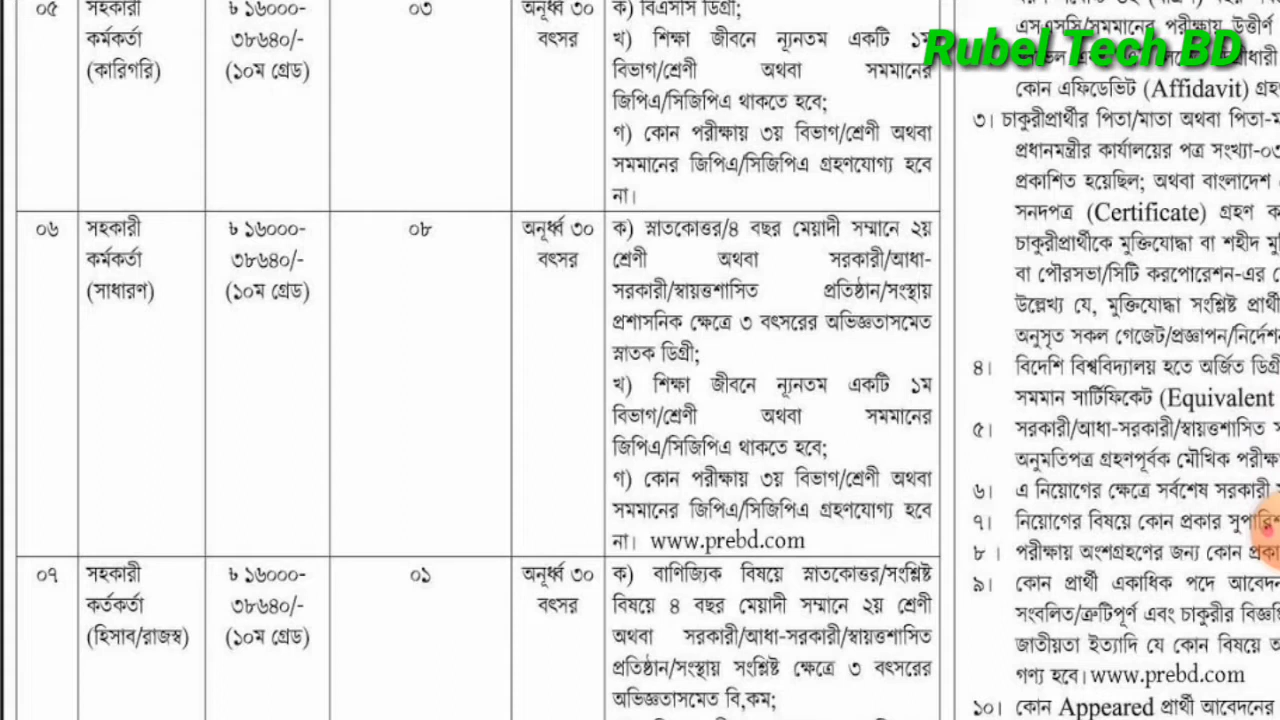 ০৫ সহকারী ৳ ১৬০০০- ০৩ অনূর্ধ্ব ৩০ ক) বিএসসি ডিগ্রী;
কর্মকর্তা ৩৮৬৪০/- বৎসর খ) শিক্ষা জীবনে ন্যূনতম একটি ১ম
(কারিগরি) (১০ম গ্রেড) বিভাগ/শ্রেণী অথবা সমমানের
জিপিএ/সিজিপিএ থাকতে হবে;
গ) কোন পরীক্ষায় ৩য় বিভাগ/শ্রেণী অথবা
সমমানের জিপিএ/সিজিপিএ গ্রহণযোগ্য হবে
না।
০৬ সহকারী ৳ ১৬০০০- ০৮ অনূর্ধ্ব ৩০ ক) স্নাতকোত্তর/৪ বছর মেয়াদী সম্মানে ২য়
কর্মকর্তা ৩৮৬৪০/- বৎসর শ্রেণী অথবা সরকারী/আধা-
(সাধারণ) (১০ম গ্রেড) সরকারী/স্বায়ত্তশাসিত প্রতিষ্ঠান/সংস্থায়
প্রশাসনিক ক্ষেত্রে ৩ বৎসরের অভিজ্ঞতাসমেত
স্নাতক ডিগ্রী;
খ) শিক্ষা জীবনে ন্যূনতম একটি ১ম
বিভাগ/শ্রেণী অথবা সমমানের
জিপিএ/সিজিপিএ থাকতে হবে;
গ) কোন পরীক্ষায় ৩য় বিভাগ/শ্রেণী অথবা
সমমানের জিপিএ/সিজিপিএ গ্রহণযোগ্য হবে
না। www.prebd.com
০৭ সহকারী ৳ ১৬০০০- ০১ অনূর্ধ্ব ৩০ ক) বাণিজ্যিক বিষয়ে স্নাতকোত্তর/সংশ্লিষ্ট
কর্তকর্তা ৩৮৬৪০/- বৎসর বিষয়ে ৪ বছর মেয়াদী সম্মানে ২য় শ্রেণী
(হিসাব/রাজস্ব) (১০ম গ্রেড) অথবা সরকারী/আধা-সরকারী/স্বায়ত্তশাসিত
প্রতিষ্ঠান/সংস্থায় সংশ্লিষ্ট ক্ষেত্রে ৩ বৎসরের
অভিজ্ঞতাসমেত বি,কম;
Rubel Tech BD
এসএসসি/সমমানের পরীক্ষায় উত্তীর্ণ
কোন এফিডেভিট (Affidavit)
৩। চাকুরীপ্রার্থীর পিতা/মাতা অথবা
প্রধানমন্ত্রীর কার্যালয়ের পত্র
প্রকাশিত হয়েছিল; অথবা বাংলাদেশ
সনদপত্র (Certificate) গ্রহণ
চাকুরীপ্রার্থীকে মুক্তিযোদ্ধা বা শহীদ
বা পৌরসভা/সিটি করপোরেশন-এর
উল্লেখ্য যে, মুক্তিযোদ্ধা সংশ্লিষ্ট
অনুসৃত সকল গেজেট/প্রজ্ঞাপন/
৪। বিদেশি বিশ্ববিদ্যালয় হতে অর্জিত
সমমান সার্টিফিকেট (Equivalent
৫। সরকারী/আধা-সরকারী/স্বায়ত্তশাসিত
অনুমতিপত্র গ্রহণপূর্বক মৌখিক
৬। এ নিয়োগের ক্ষেত্রে সর্বশেষ সরকারী
৭। নিয়োগের বিষয়ে কোন প্রকার
৮। পরীক্ষায় অংশগ্রহণের জন্য কোন
৯। কোন প্রার্থী একাধিক পদে
সংবলিত/ত্রুটিপূর্ণ এবং চাকুরীর
জাতীয়তা ইত্যাদি যে কোন বিষয়ে
গণ্য হবে। www.prebd.com
১০। কোন Appeared প্রার্থী আবেদনের